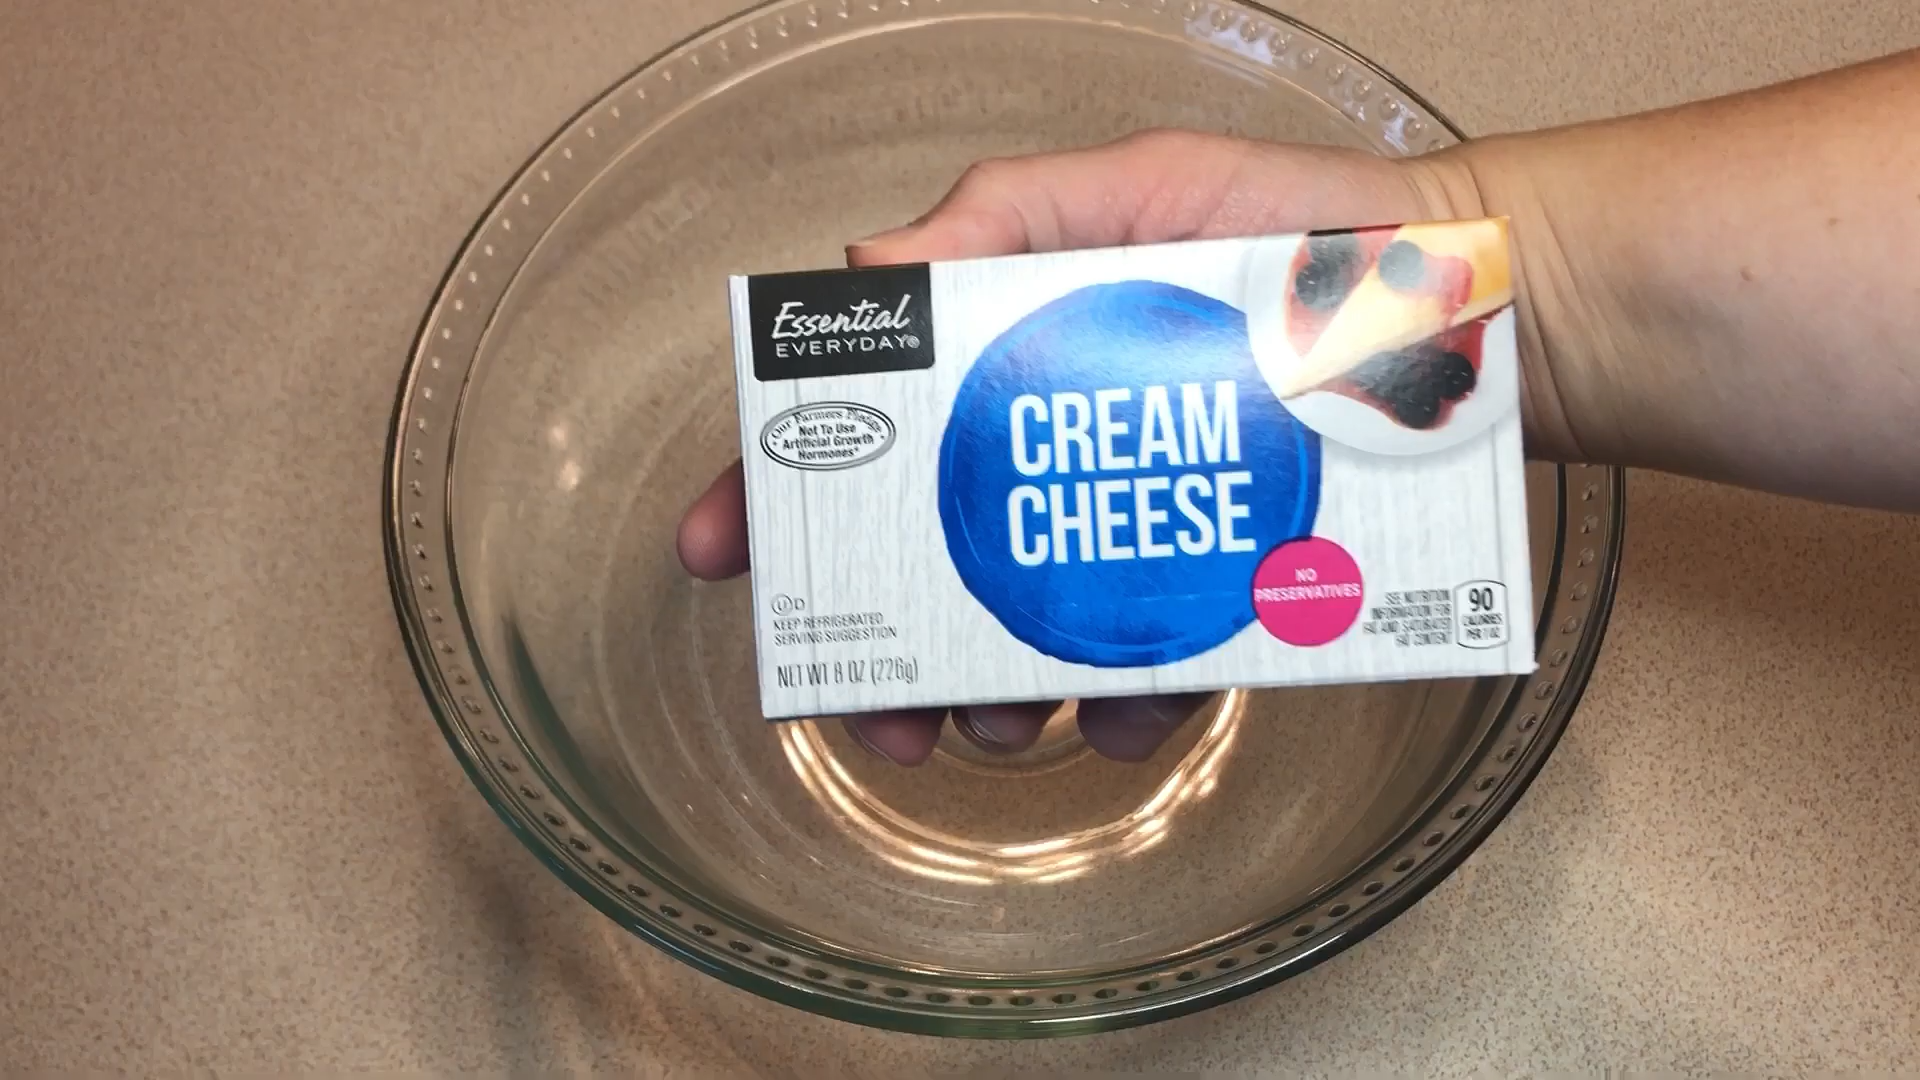 Essential
EVERYDAY®
Our Farmers Pledge
Not To Use
Artificial Growth
Hormones*
CREAM
CHEESE
NO
PRESERVATIVES
U D
KEEP REFRIGERATED
SERVING SUGGESTION
NET WT 8 OZ (226g)
SEE NUTRITION
INFORMATION FOR
FAT AND SATURATED
FAT CONTENT
90
CALORIES
PER 1 OZ